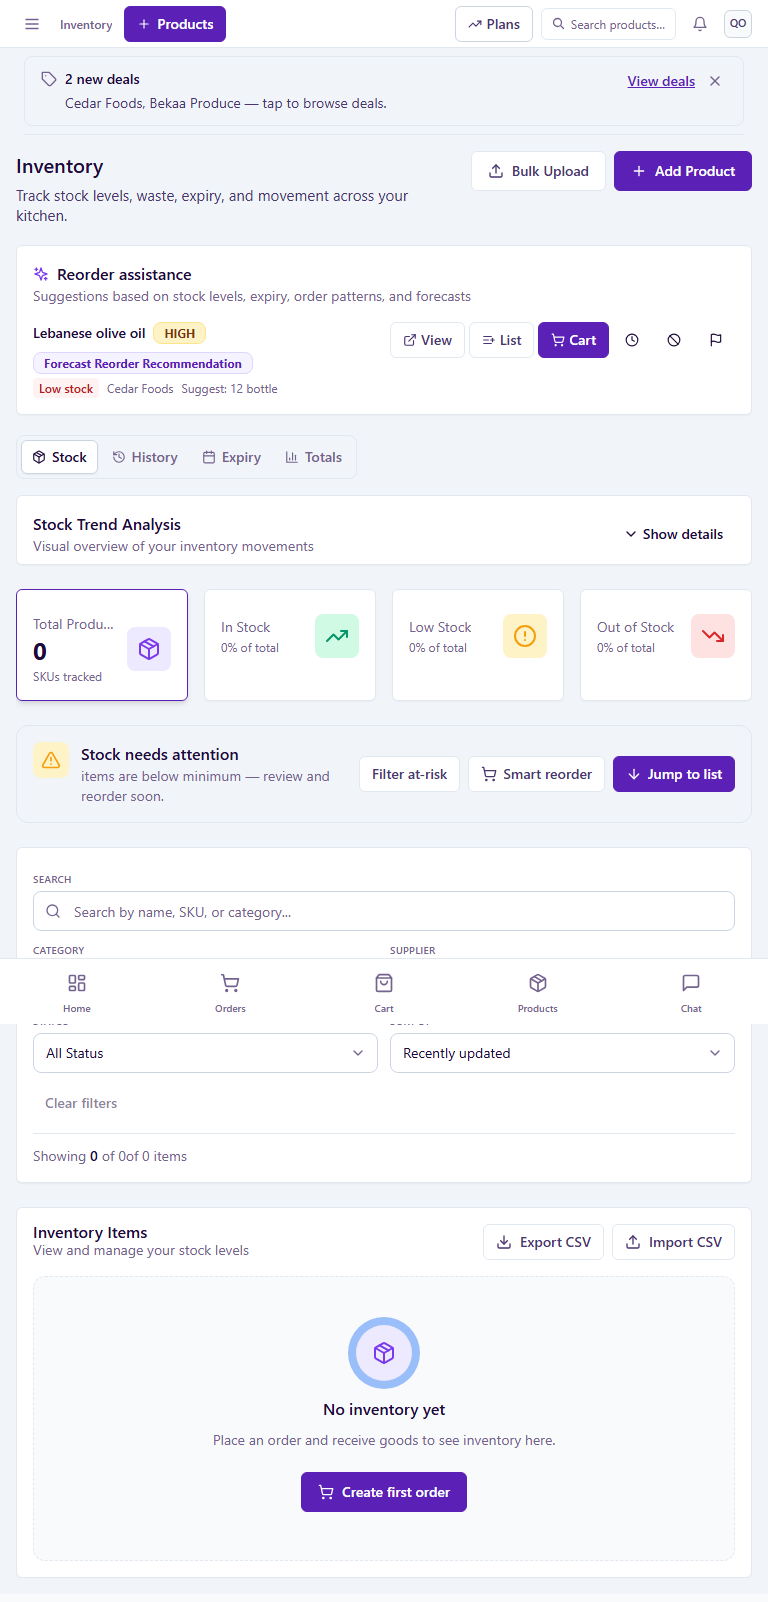 Inventory
Products
Plans
Search products...
QO
2 new deals
View deals
Cedar Foods, Bekaa Produce — tap to browse deals.
Inventory
Track stock levels, waste, expiry, and movement across your
kitchen.
Bulk Upload
Add Product
Reorder assistance
Suggestions based on stock levels, expiry, order patterns, and forecasts
Lebanese olive oil HIGH
View
List
Cart
Forecast Reorder Recommendation
Low stock Cedar Foods Suggest: 12 bottle
Stock
History
Expiry
Totals
Stock Trend Analysis
Visual overview of your inventory movements
Show details
Total Produ...
0
SKUs tracked
In Stock
0% of total
Low Stock
0% of total
Out of Stock
0% of total
Stock needs attention
items are below minimum — review and
reorder soon.
Filter at-risk
Smart reorder
Jump to list
SEARCH
Search by name, SKU, or category...
CATEGORY
SUPPLIER
Home
Orders
Cart
Products
Chat
All Status
Recently updated
Clear filters
Showing 0 of 0of 0 items
Inventory Items
View and manage your stock levels
Export CSV
Import CSV
No inventory yet
Place an order and receive goods to see inventory here.
Create first order